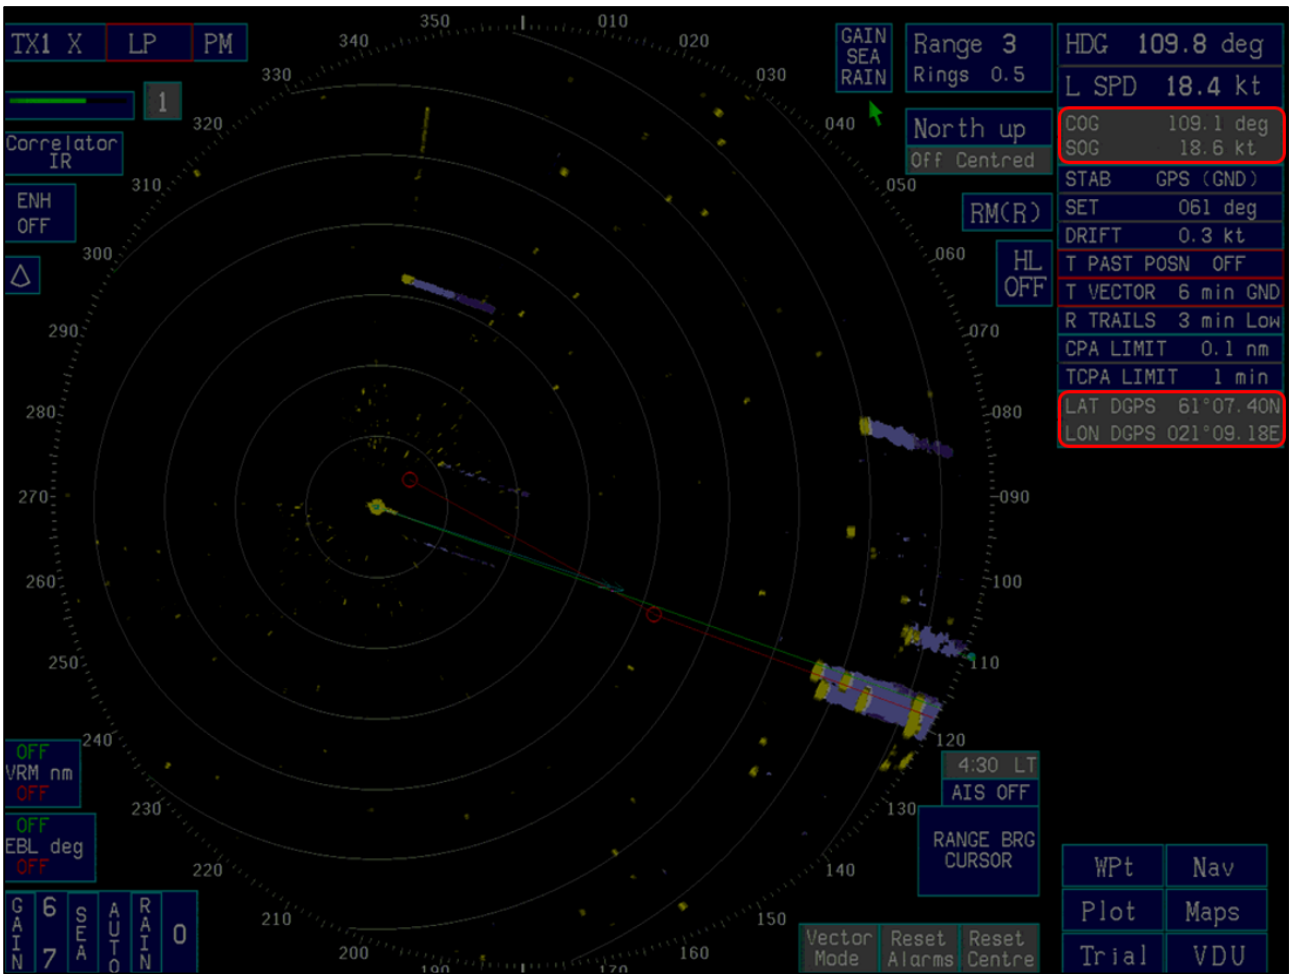 TX1 X LP PM
1
Correlator
IR
ENH
OFF
350 010
340 020
330 030
320 040
310 050
300 060
290 070
280 080
270 090
260 100
250 110
240 120
230 130
220 140
210 150
200 190 170 160
GAIN
SEA
RAIN
Range 3
Rings 0.5
North up
Off Centred
RM(R)
HL
OFF
HDG 109.8 deg
L SPD 18.4 kt
COG 109.1 deg
SOG 18.6 kt
STAB GPS (GND)
SET 061 deg
DRIFT 0.3 kt
T PAST POSN OFF
T VECTOR 6 min GND
R TRAILS 3 min Low
CPA LIMIT 0.1 nm
TCPA LIMIT 1 min
LAT DGPS 61°07.40N
LON DGPS 021°09.18E
OFF
VRM nm
OFF
OFF
EBL deg
OFF
GAIN 67 SEA AUTO RAIN 0
4:30 LT
AIS OFF
RANGE BRG
CURSOR
Vector
Mode
Reset
Alarms
Reset
Centre
WPt Nav
Plot Maps
Trial VDU